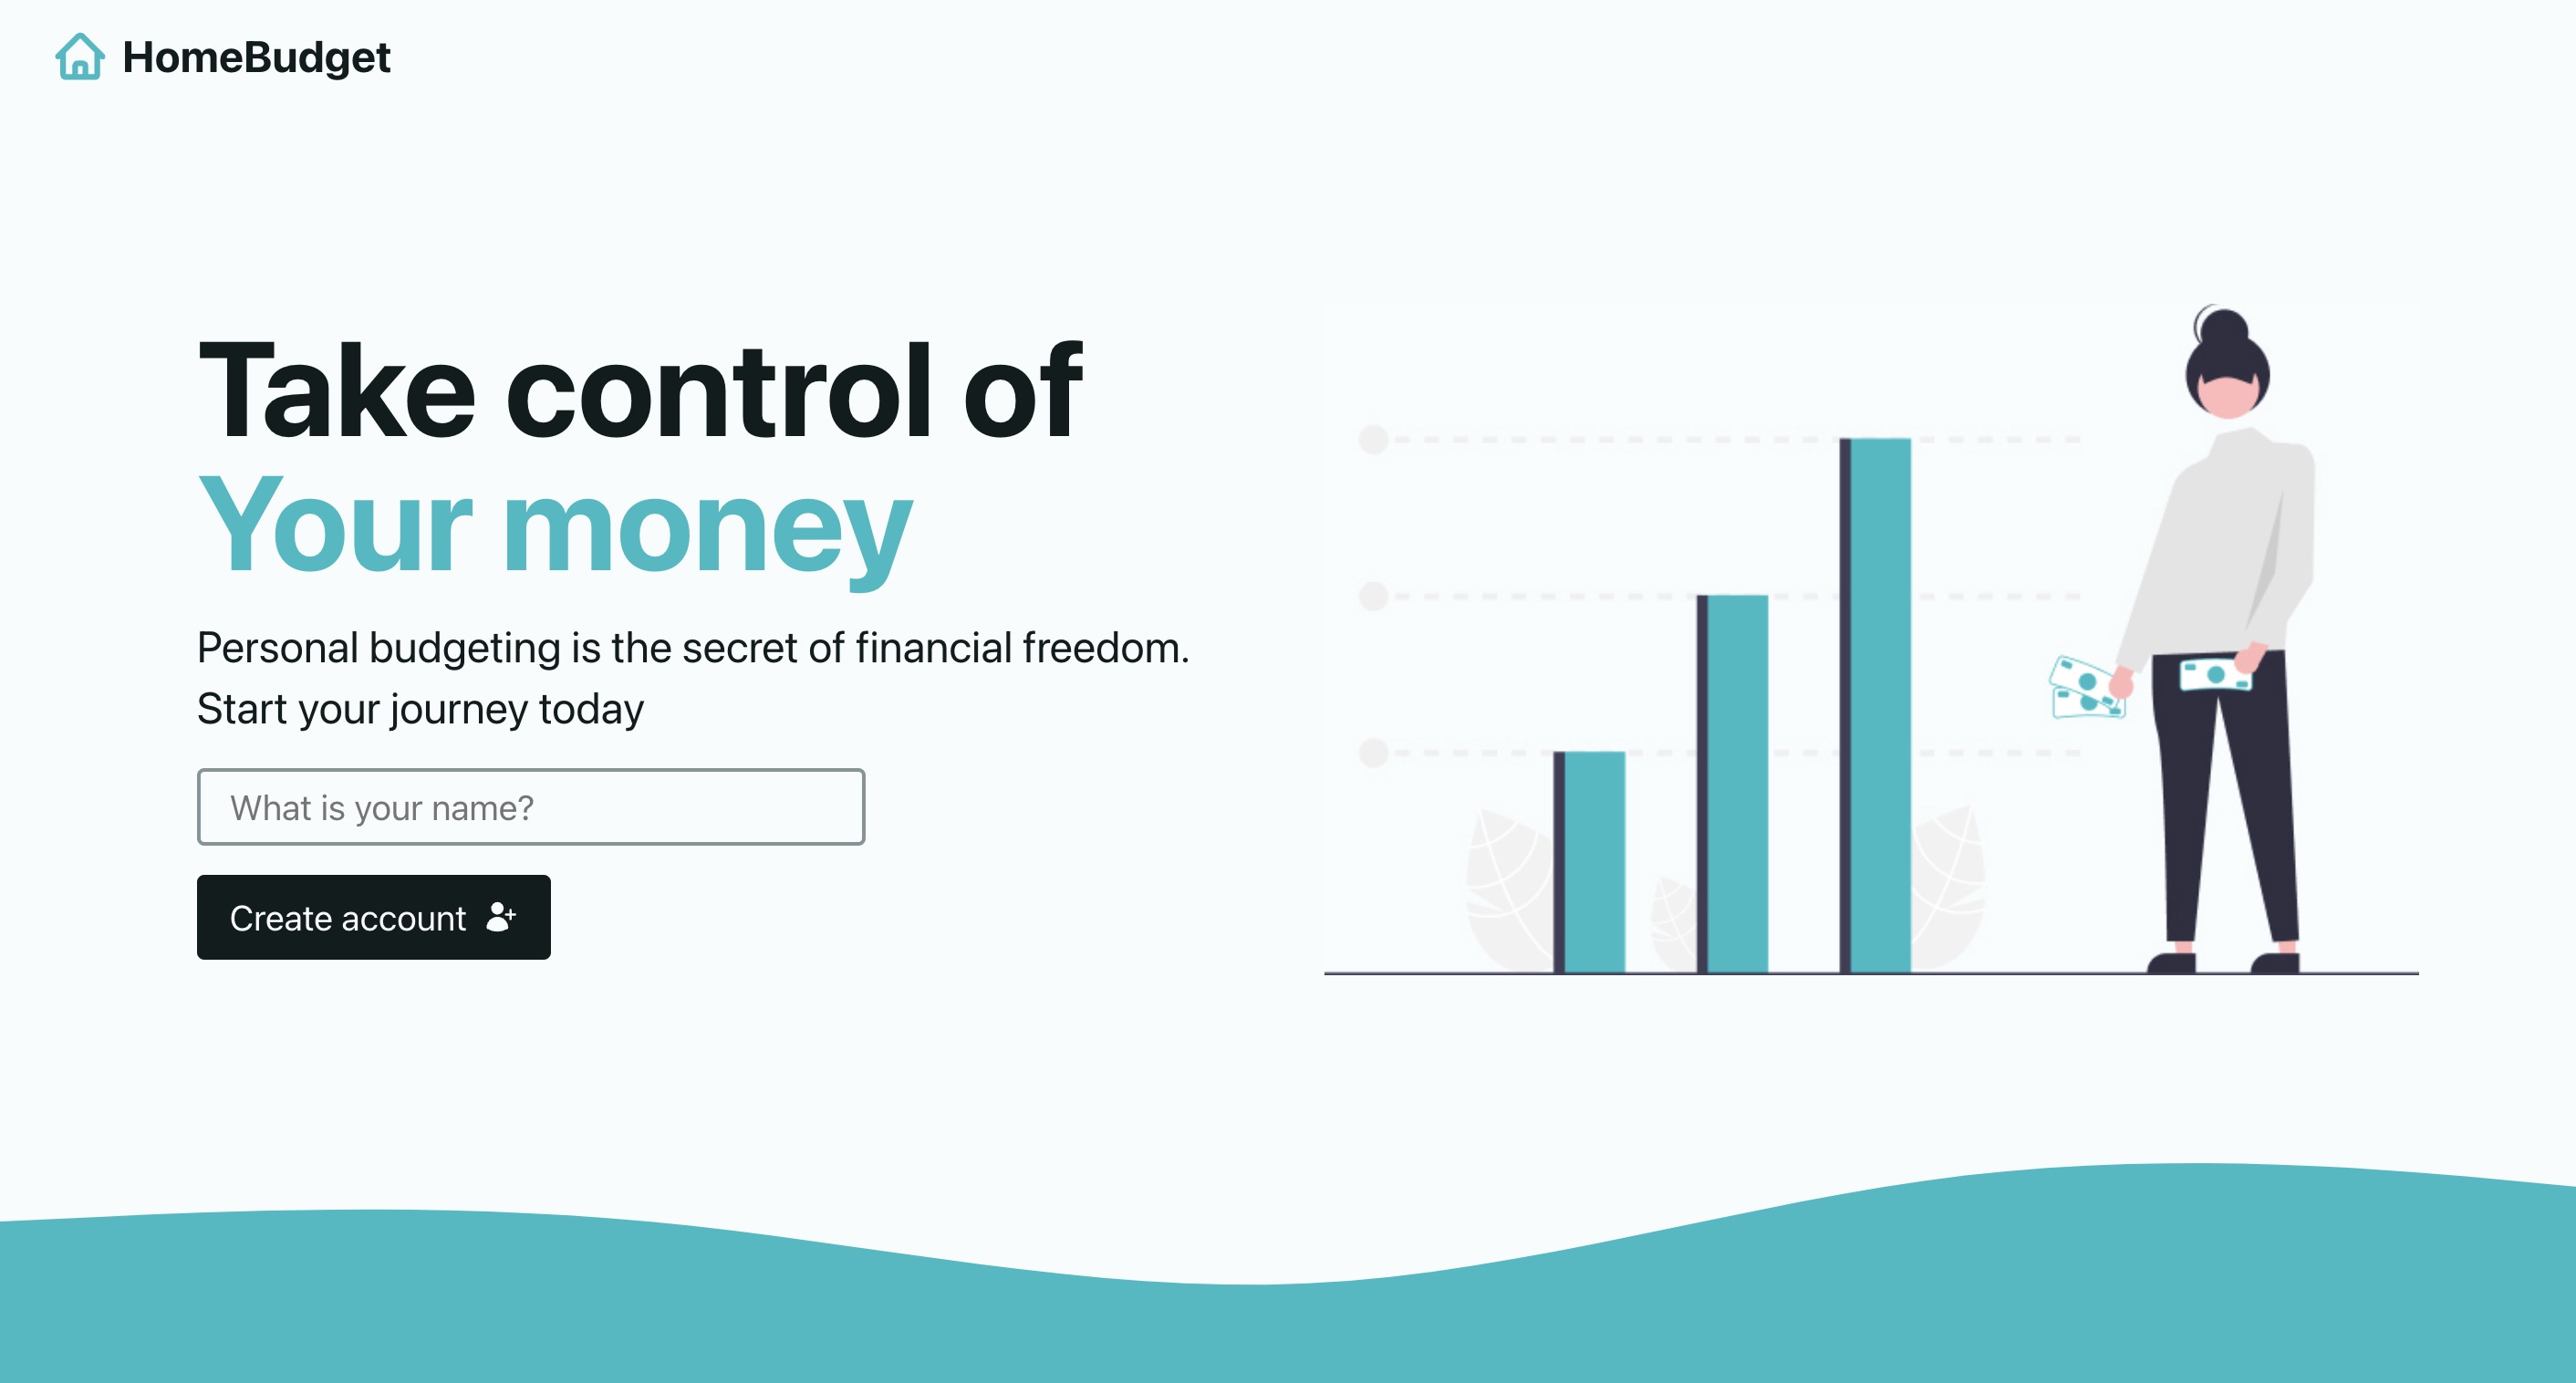 HomeBudget
Take control of
Your money
Personal budgeting is the secret of financial freedom.
Start your journey today
What is your name?
Create account